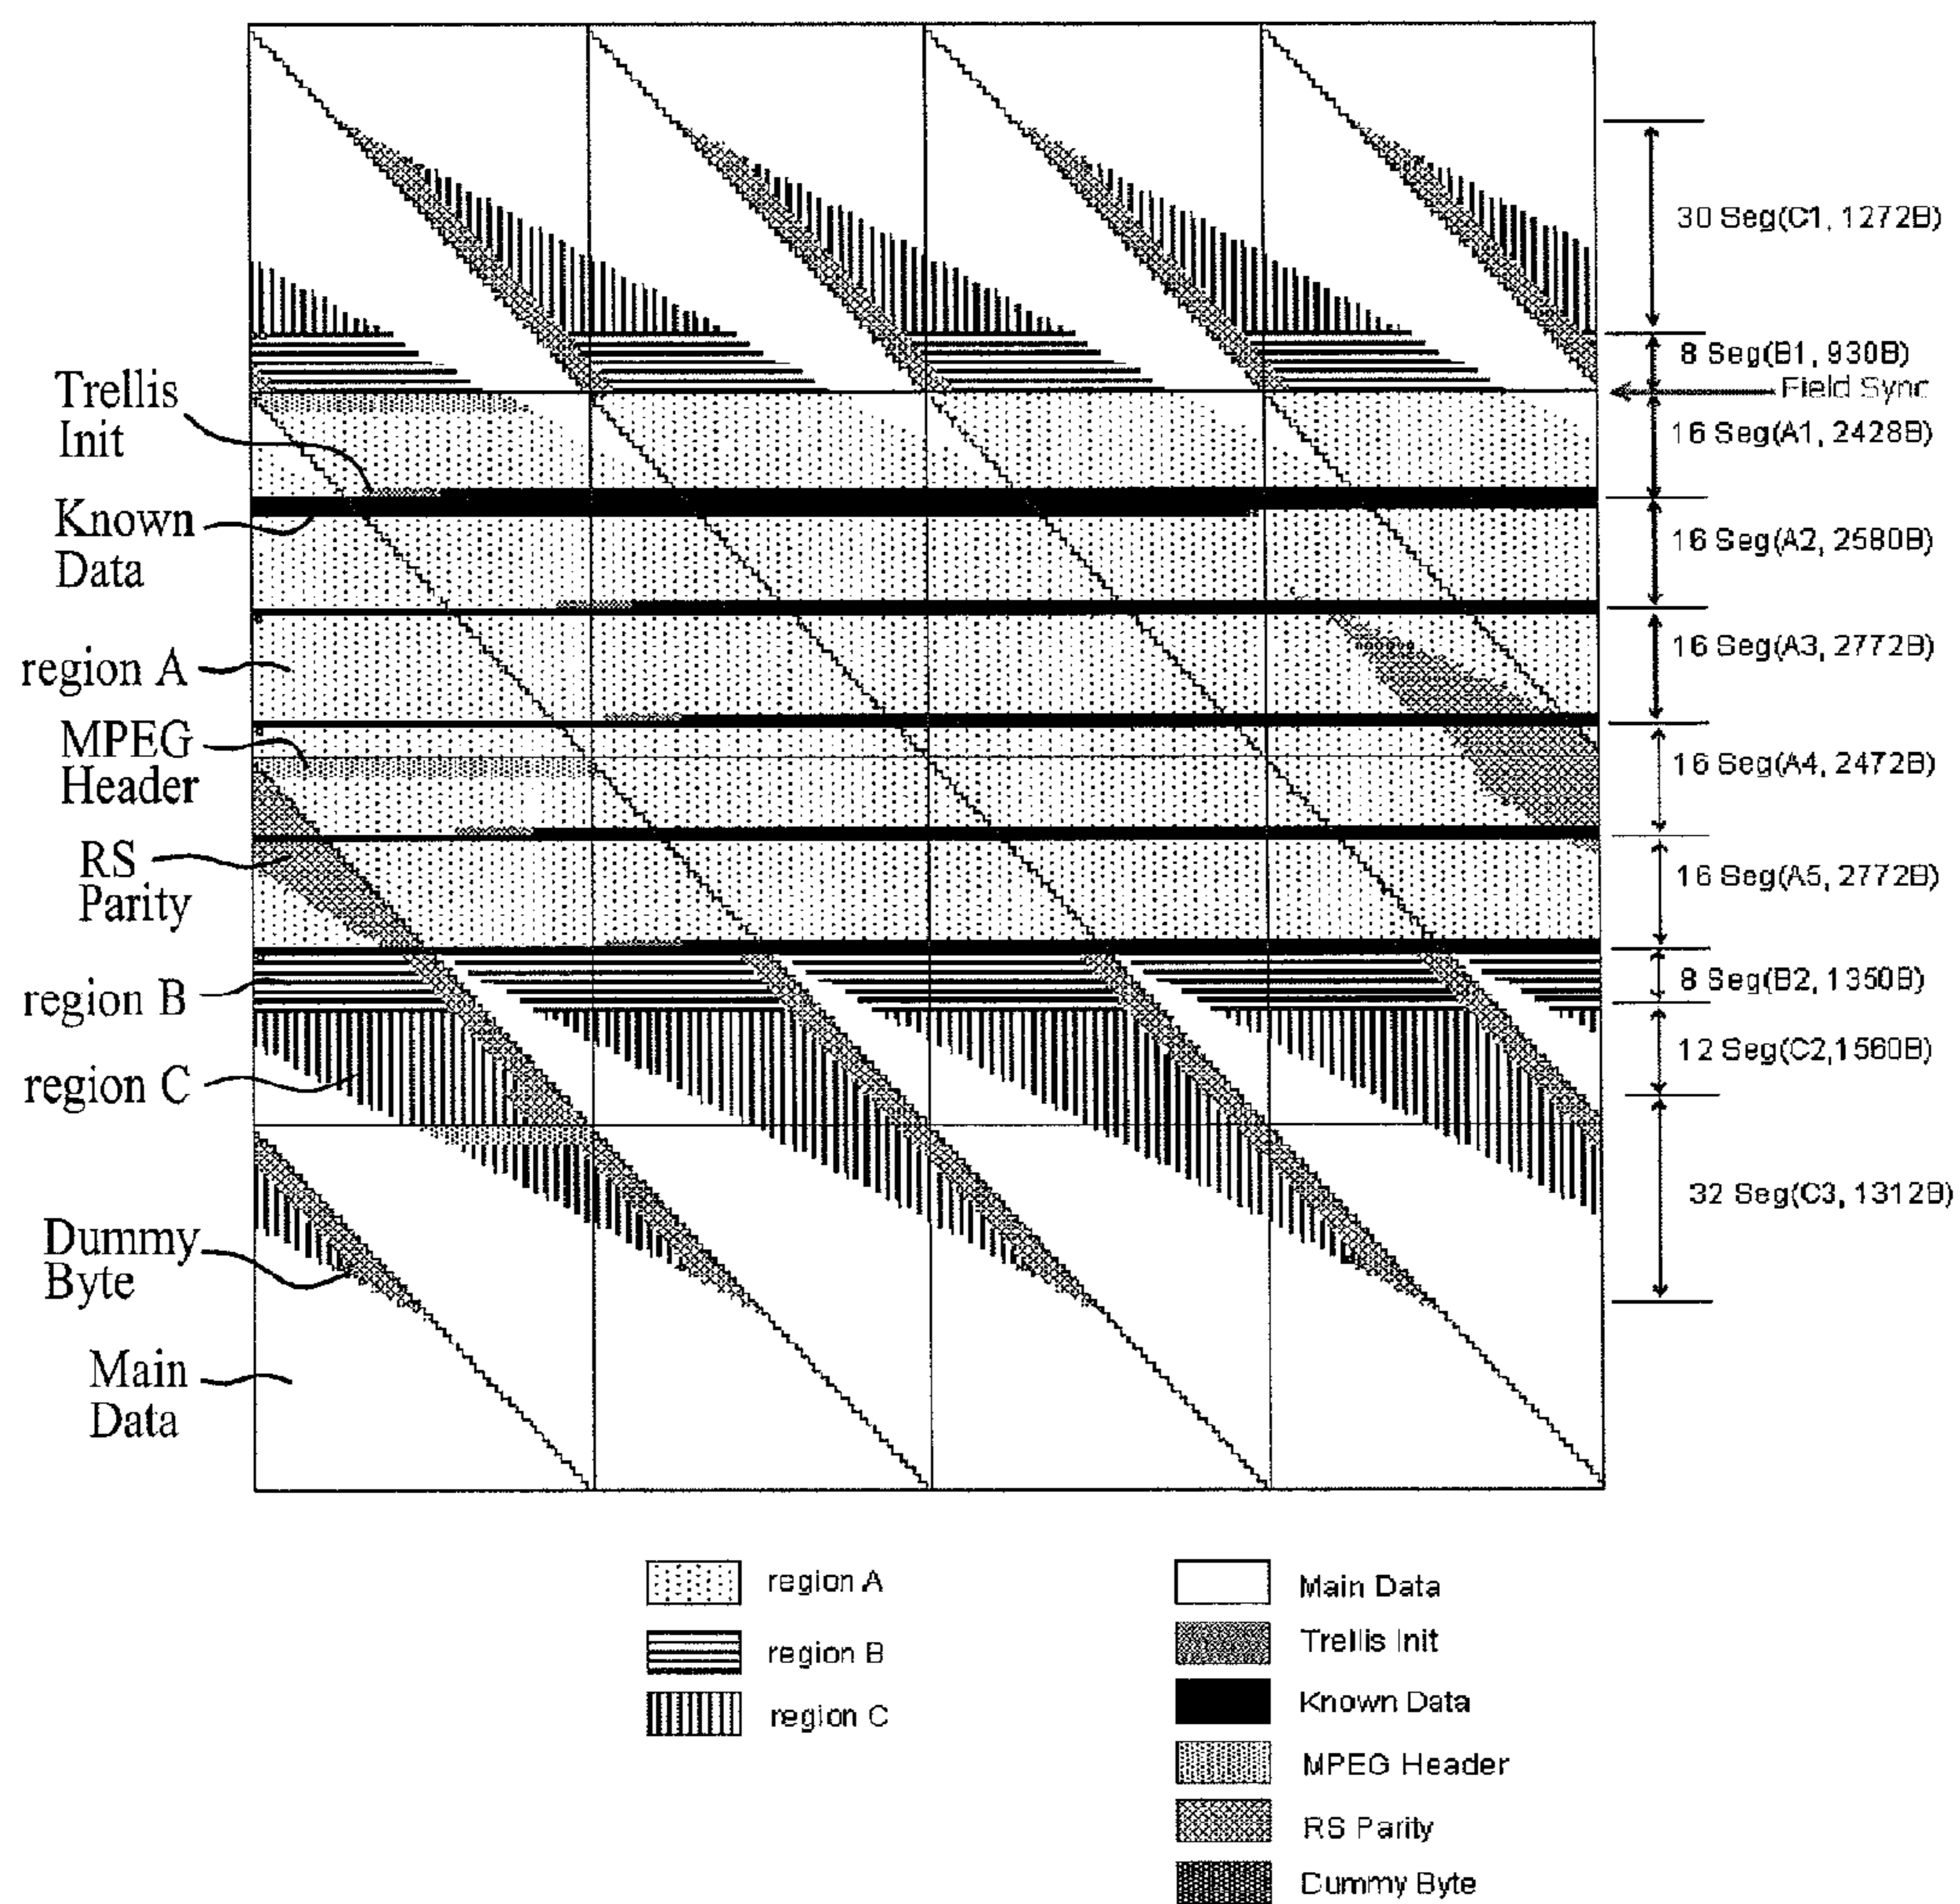 30 Seg(C1, 1272B)
8 Seg(B1, 930B)
Field Sync
Trellis
Init
16 Seg(A1, 2428B)
Known
Data
16 Seg(A2, 2580B)
region A
16 Seg(A3, 2772B)
MPEG
Header
16 Seg(A4, 2472B)
RS
Parity
16 Seg(A5, 2772B)
region B
8 Seg(B2, 1350B)
region C
12 Seg(C2,1560B)
32 Seg(C3, 1312B)
Dummy
Byte
Main
Data
region A
region B
region C
Main Data
Trellis Init
Known Data
MPEG Header
RS Parity
Dummy Byte